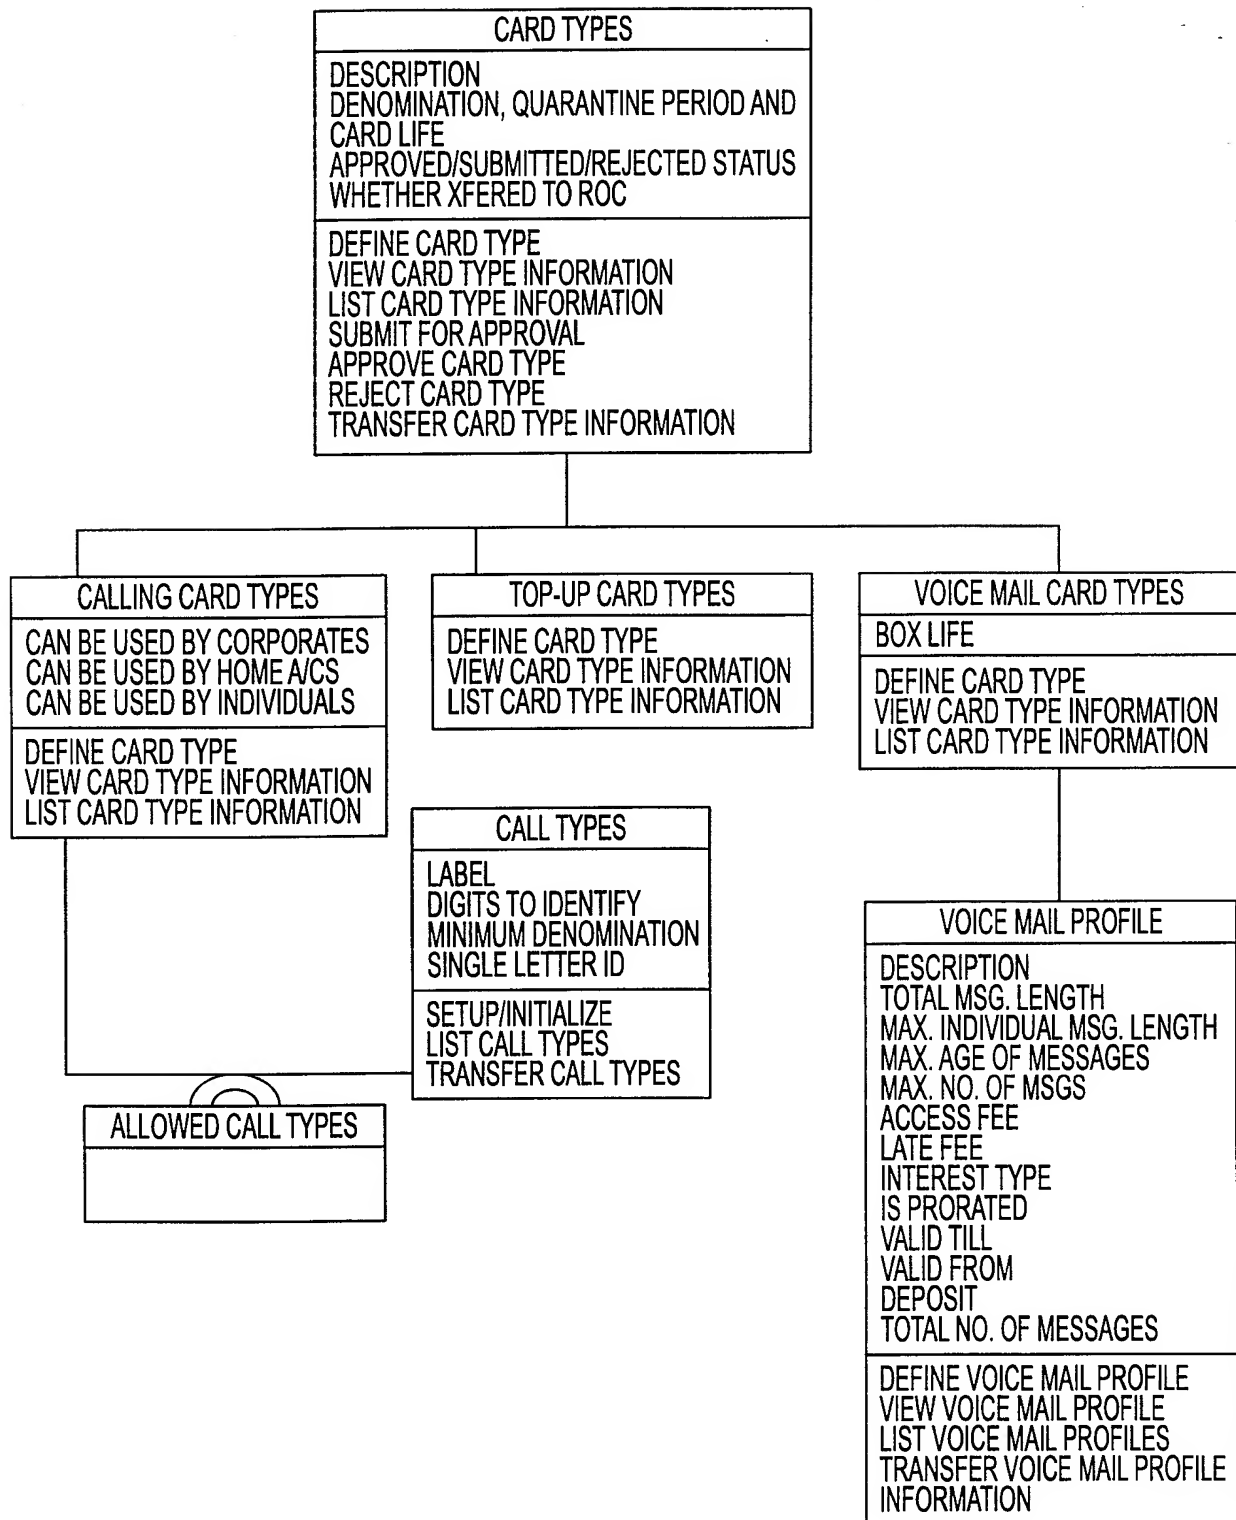 CARD TYPES
DESCRIPTION
DENOMINATION, QUARANTINE PERIOD AND
CARD LIFE
APPROVED/SUBMITTED/REJECTED STATUS
WHETHER XFERED TO ROC
DEFINE CARD TYPE
VIEW CARD TYPE INFORMATION
LIST CARD TYPE INFORMATION
SUBMIT FOR APPROVAL
APPROVE CARD TYPE
REJECT CARD TYPE
TRANSFER CARD TYPE INFORMATION
CALLING CARD TYPES
CAN BE USED BY CORPORATES
CAN BE USED BY HOME A/CS
CAN BE USED BY INDIVIDUALS
DEFINE CARD TYPE
VIEW CARD TYPE INFORMATION
LIST CARD TYPE INFORMATION
TOP-UP CARD TYPES
DEFINE CARD TYPE
VIEW CARD TYPE INFORMATION
LIST CARD TYPE INFORMATION
VOICE MAIL CARD TYPES
BOX LIFE
DEFINE CARD TYPE
VIEW CARD TYPE INFORMATION
LIST CARD TYPE INFORMATION
CALL TYPES
LABEL
DIGITS TO IDENTIFY
MINIMUM DENOMINATION
SINGLE LETTER ID
SETUP/INITIALIZE
LIST CALL TYPES
TRANSFER CALL TYPES
ALLOWED CALL TYPES
VOICE MAIL PROFILE
DESCRIPTION
TOTAL MSG. LENGTH
MAX. INDIVIDUAL MSG. LENGTH
MAX. AGE OF MESSAGES
MAX. NO. OF MSGS
ACCESS FEE
LATE FEE
INTEREST TYPE
IS PRORATED
VALID TILL
VALID FROM
DEPOSIT
TOTAL NO. OF MESSAGES
DEFINE VOICE MAIL PROFILE
VIEW VOICE MAIL PROFILE
LIST VOICE MAIL PROFILES
TRANSFER VOICE MAIL PROFILE
INFORMATION